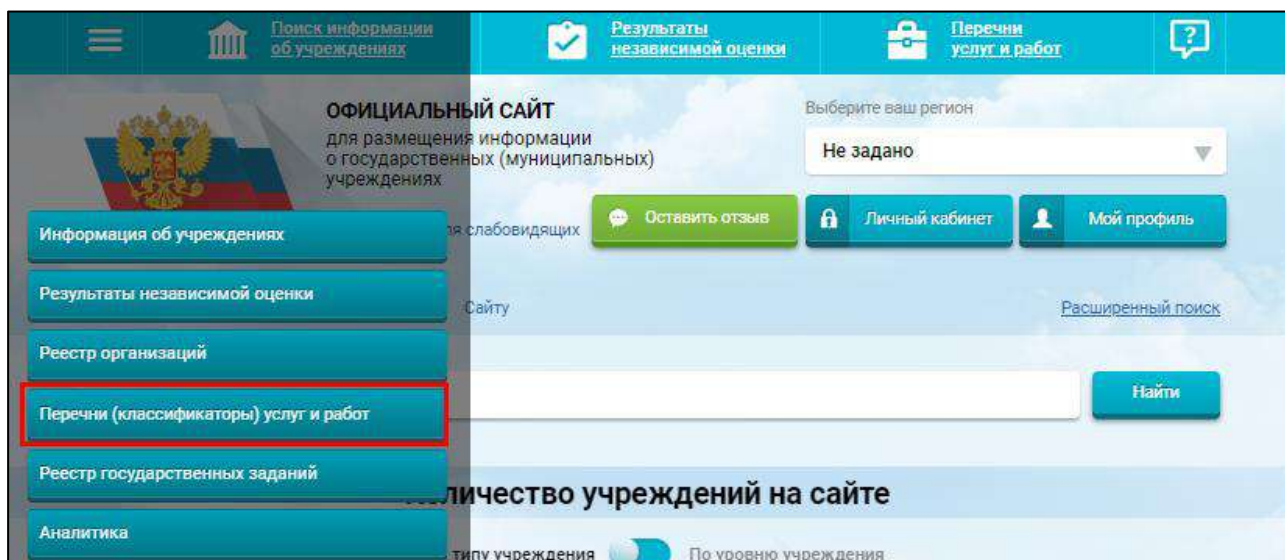 Поиск информации
об учреждениях
Результаты
независимой оценки
Перечни
услуг и работ
?
ОФИЦИАЛЬНЫЙ САЙТ
для размещения информации
о государственных (муниципальных)
учреждениях
Выберите ваш регион
Не задано
слабовидящих
Оставить отзыв
Личный кабинет
Мой профиль
Информация об учреждениях
Результаты независимой оценки
Сайту
Расширенный поиск
Реестр организаций
Перечни (классификаторы) услуг и работ
Найти
Реестр государственных заданий
личество учреждений на сайте
Аналитика
типу учреждения
По уровню учреждения